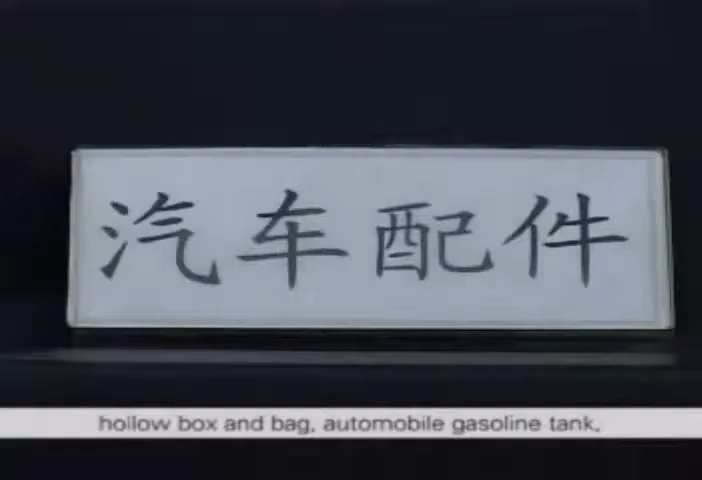 汽车配件
hollow box and bag, automobile gasoline tank,